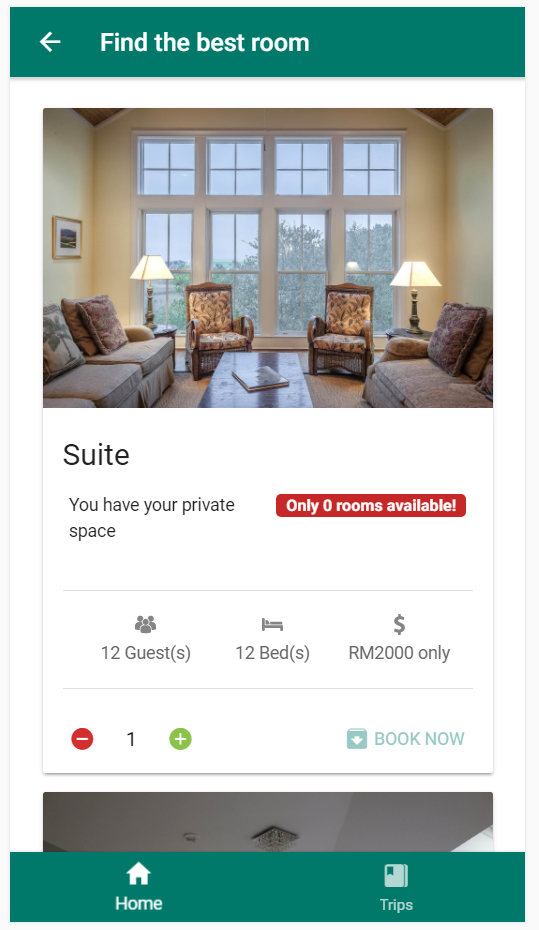 Find the best room
Suite
You have your private
space
Only 0 rooms available!
12 Guest(s)
12 Bed(s)
RM2000 only
1
BOOK NOW
Home
Trips